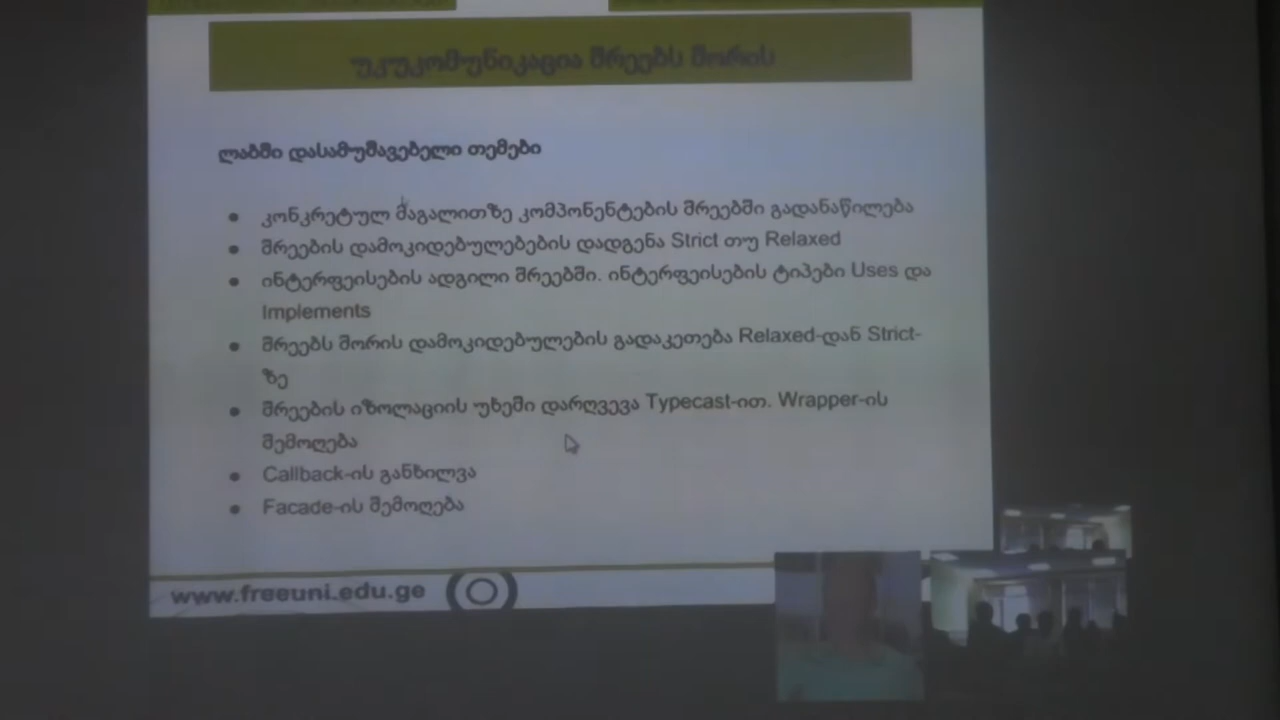 უკუკომუნიკაცია შრეებს შორის
ლაბში დასამუშავებელი თემები
კონკრეტულ მაგალითზე კომპონენტების შრეებში გადანაწილება
შრეების დამოკიდებულებების დადგენა Strict თუ Relaxed
ინტერფეისების ადგილი შრეებში. ინტერფეისების ტიპები Uses და
Implements
შრეებს შორის დამოკიდებულების გადაკეთება Relaxed-დან Strict-
ზე
შრეების იზოლაციის უხეში დარღვევა Typecast-ით. Wrapper-ის
შემოღება
Callback-ის განხილვა
Facade-ის შემოღება
www.freeuni.edu.ge